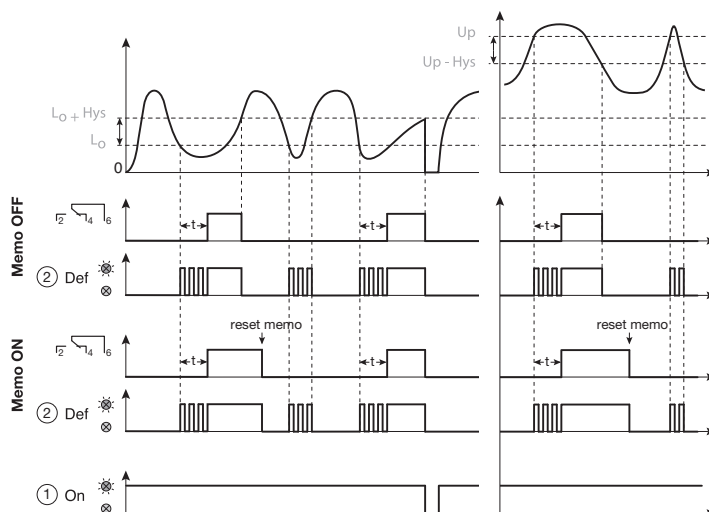 Up
Up - Hys
Lo + Hys
Lo
0
Memo OFF
2 4 6
t t t
2 Def
Memo ON
reset memo reset memo
2 4 6
t t t
2 Def
1 On